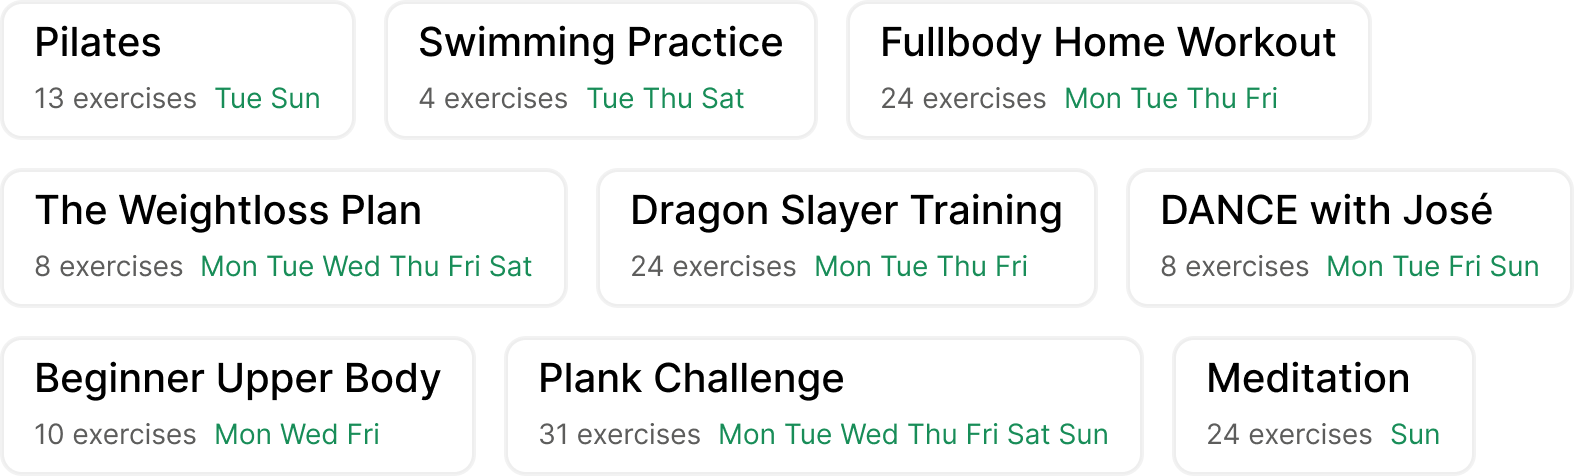 Pilates
13 exercises Tue Sun
Swimming Practice
4 exercises Tue Thu Sat
Fullbody Home Workout
24 exercises Mon Tue Thu Fri
The Weightloss Plan
8 exercises Mon Tue Wed Thu Fri Sat
Dragon Slayer Training
24 exercises Mon Tue Thu Fri
DANCE with José
8 exercises Mon Tue Fri Sun
Beginner Upper Body
10 exercises Mon Wed Fri
Plank Challenge
31 exercises Mon Tue Wed Thu Fri Sat Sun
Meditation
24 exercises Sun